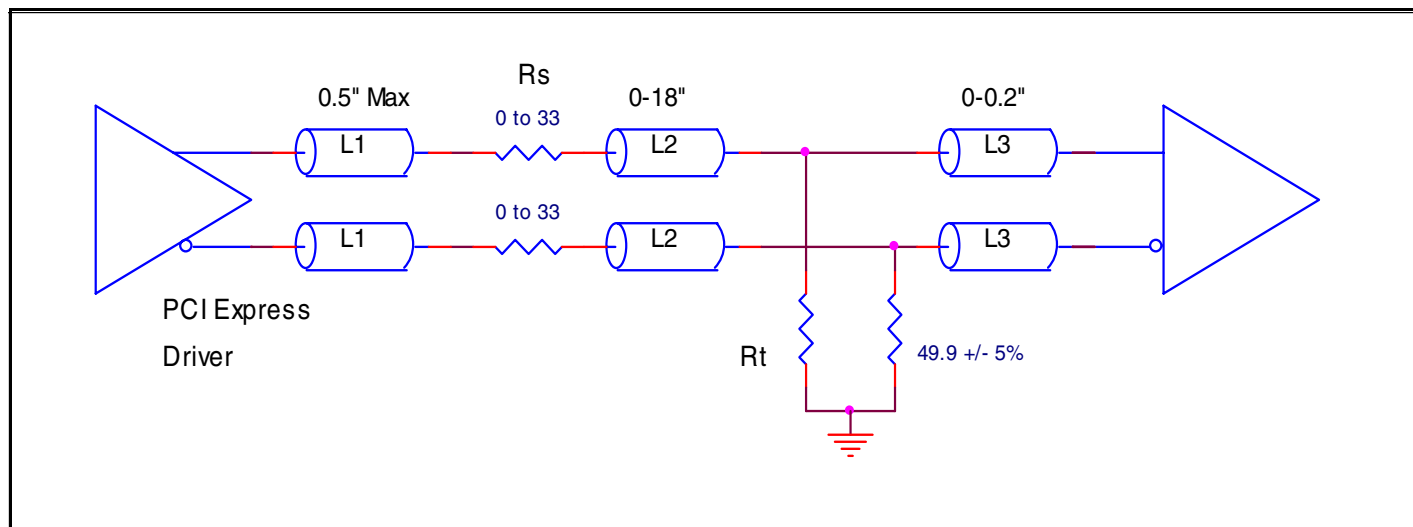 Rs
0.5" Max
0-18"
0-0.2"
0 to 33
L1
L2
L3
0 to 33
L1
L2
L3
PCI Express
Driver
Rt
49.9 +/- 5%